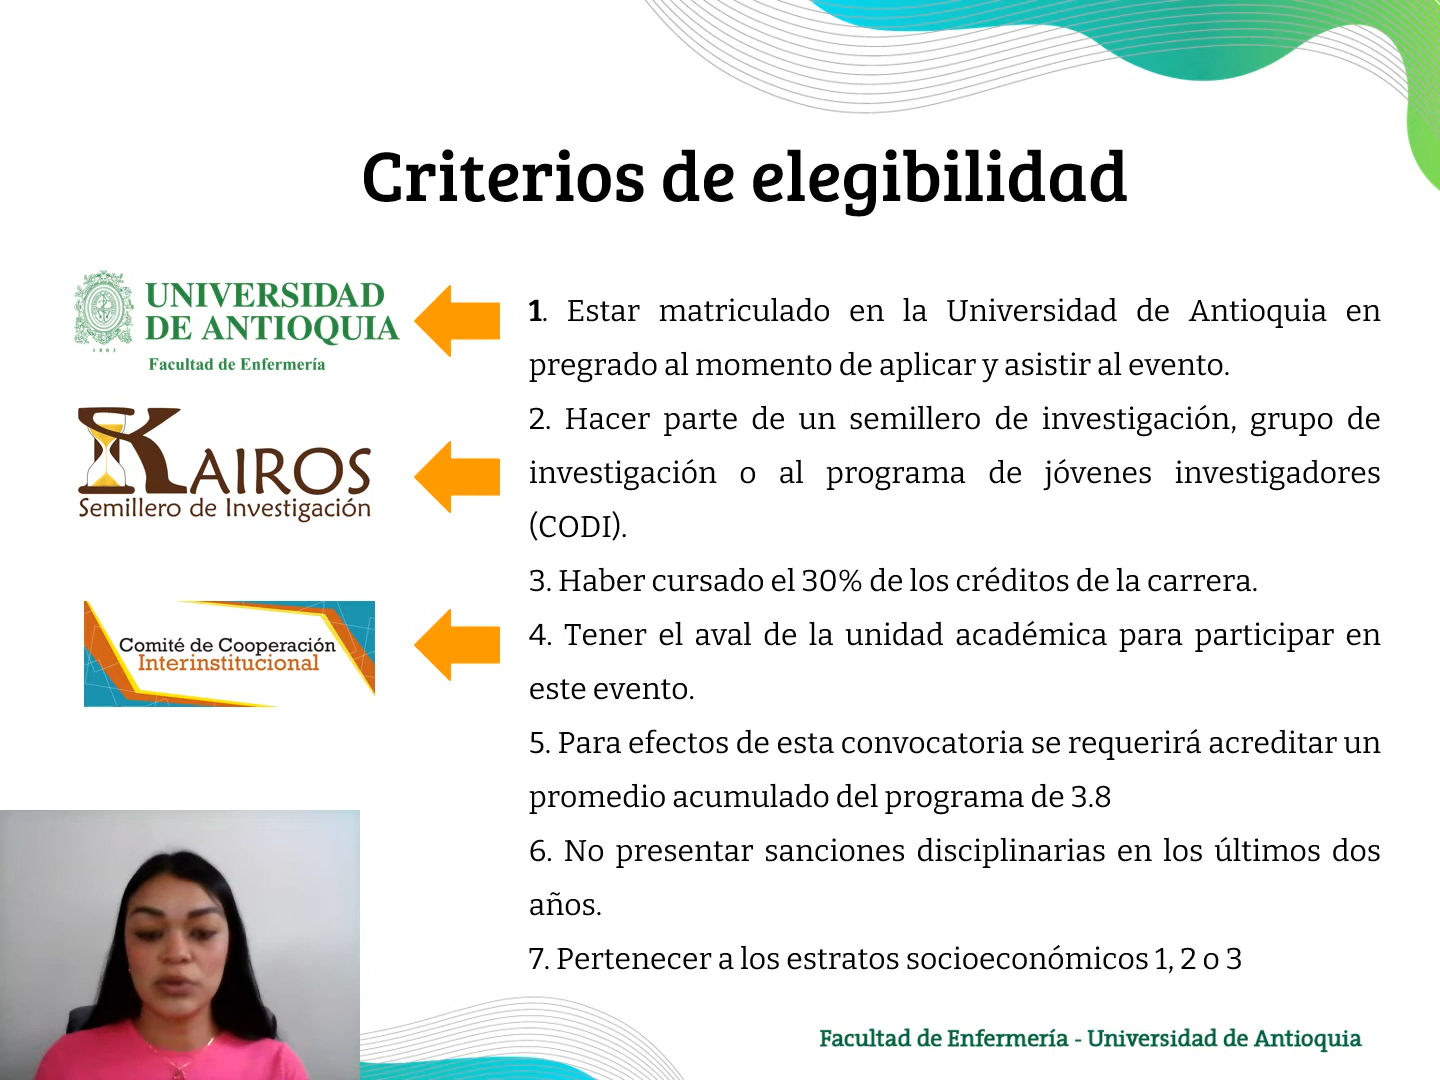 Criterios de elegibilidad
UNIVERSIDAD
DE ANTIOQUIA
1803
Facultad de Enfermería
KAIROS
Semillero de Investigación
Comité de Cooperación
Interinstitucional
1. Estar matriculado en la Universidad de Antioquia en
pregrado al momento de aplicar y asistir al evento.
2. Hacer parte de un semillero de investigación, grupo de
investigación o al programa de jóvenes investigadores
(CODI).
3. Haber cursado el 30% de los créditos de la carrera.
4. Tener el aval de la unidad académica para participar en
este evento.
5. Para efectos de esta convocatoria se requerirá acreditar un
promedio acumulado del programa de 3.8
6. No presentar sanciones disciplinarias en los últimos dos
años.
7. Pertenecer a los estratos socioeconómicos 1, 2 o 3
Facultad de Enfermería - Universidad de Antioquia